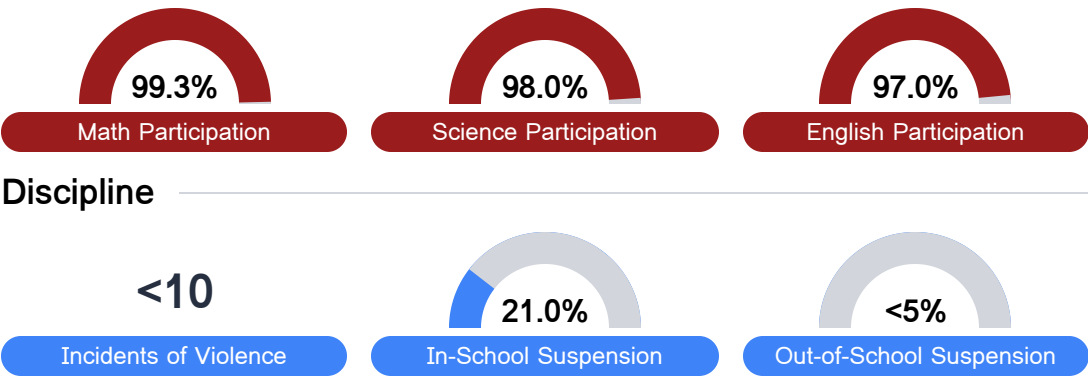 99.3%
98.0%
97.0%
Math Participation
Science Participation
English Participation
Discipline
<10
21.0%
<5%
Incidents of Violence
In-School Suspension
Out-of-School Suspension